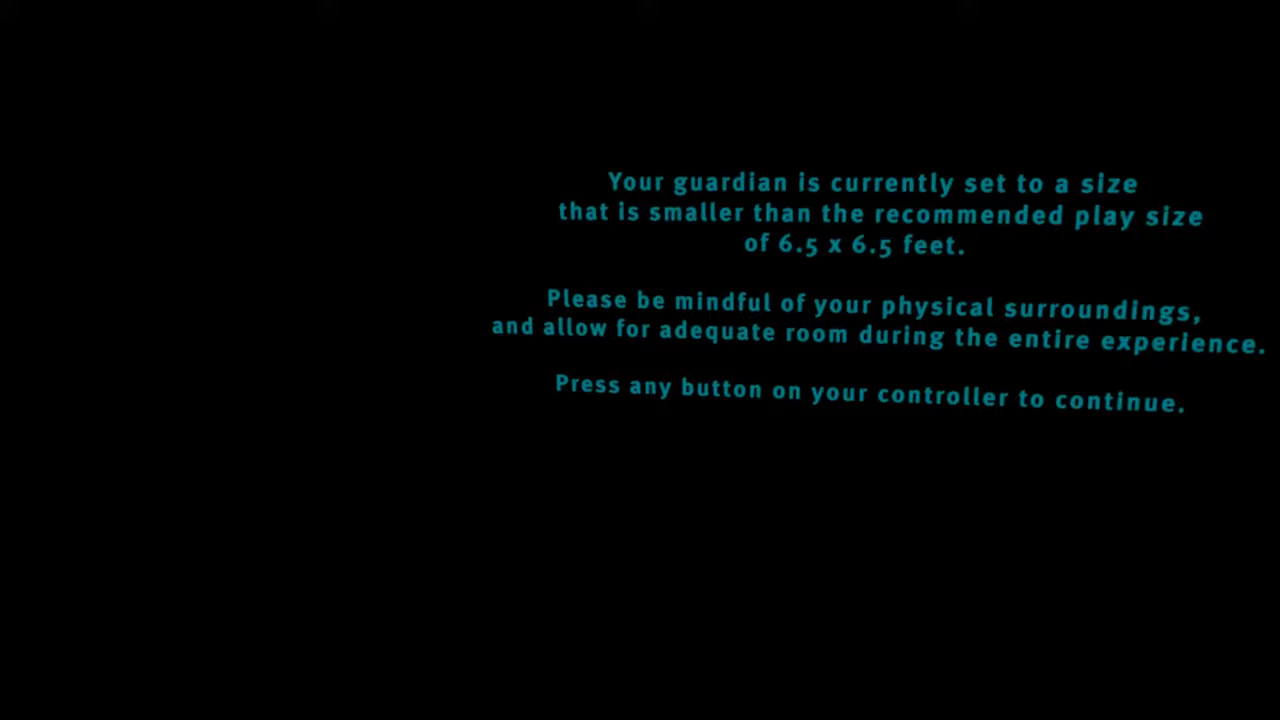 Your guardian is currently set to a size
that is smaller than the recommended play size
of 6.5 x 6.5 feet.
Please be mindful of your physical surroundings,
and allow for adequate room during the entire experience.
Press any button on your controller to continue.